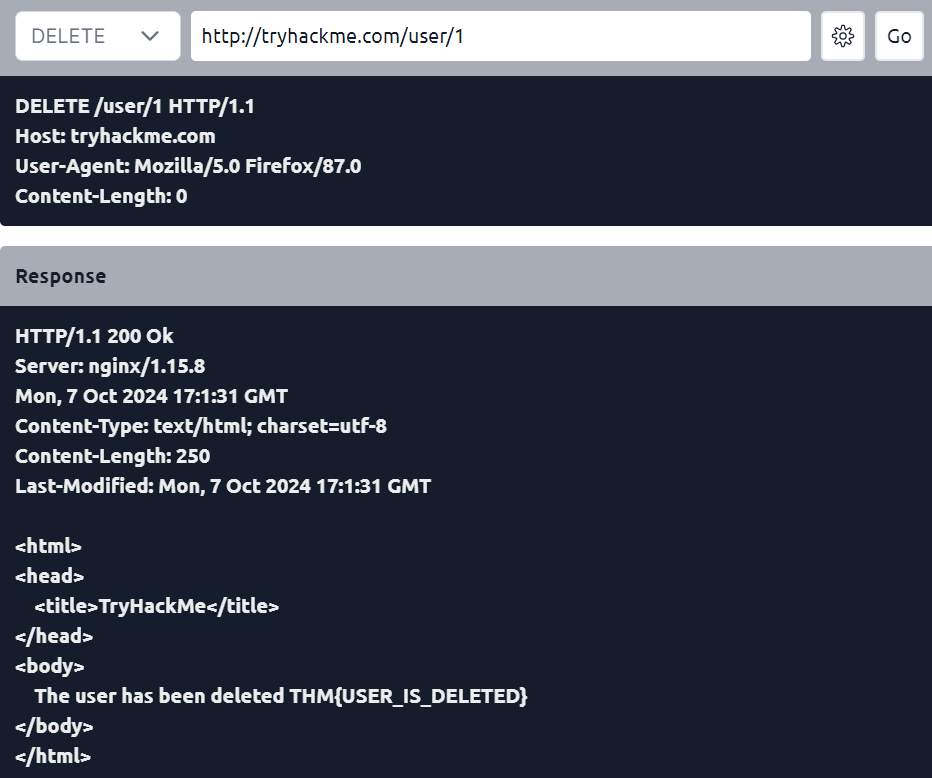 DELETE
http://tryhackme.com/user/1
Go
DELETE /user/1 HTTP/1.1
Host: tryhackme.com
User-Agent: Mozilla/5.0 Firefox/87.0
Content-Length: 0
Response
HTTP/1.1 200 Ok
Server: nginx/1.15.8
Mon, 7 Oct 2024 17:1:31 GMT
Content-Type: text/html; charset=utf-8
Content-Length: 250
Last-Modified: Mon, 7 Oct 2024 17:1:31 GMT
<html>
<head>
<title>TryHackMe</title>
</head>
<body>
The user has been deleted THM{USER_IS_DELETED}
</body>
</html>